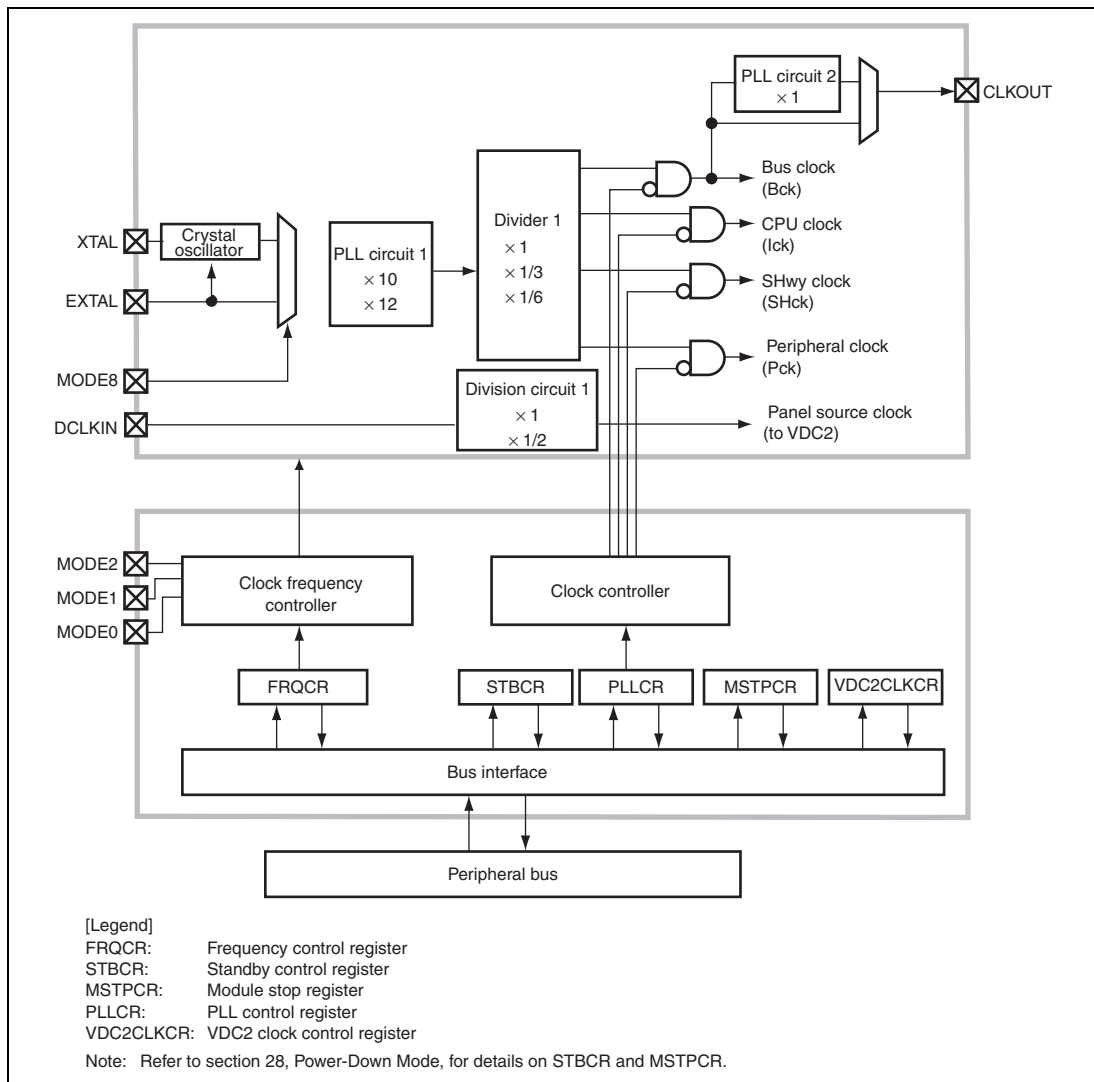 PLL circuit 2
× 1
CLKOUT
Bus clock
(Bck)
Divider 1
× 1
× 1/3
× 1/6
CPU clock
(Ick)
XTAL
Crystal
oscillator
PLL circuit 1
× 10
× 12
SHwy clock
(SHck)
EXTAL
Peripheral clock
(Pck)
MODE8
Division circuit 1
× 1
× 1/2
DCLKIN
Panel source clock
(to VDC2)
MODE2
MODE1
MODE0
Clock frequency
controller
Clock controller
FRQCR
STBCR
PLLCR
MSTPCR
VDC2CLKCR
Bus interface
Peripheral bus
[Legend]
FRQCR: Frequency control register
STBCR: Standby control register
MSTPCR: Module stop register
PLLCR: PLL control register
VDC2CLKCR: VDC2 clock control register
Note: Refer to section 28, Power-Down Mode, for details on STBCR and MSTPCR.